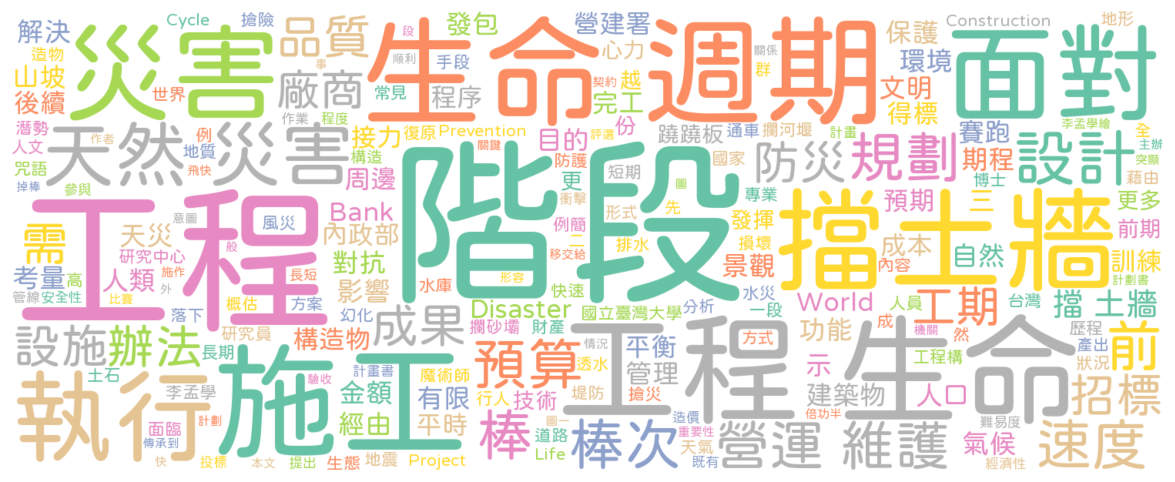 解決
Cycle
搶險
災害
品質
生命週期
段
發包
營建署
心力
Construction
地形
保護
環境
面對
造物
事
順利
手段
關係
群
山坡
後續
世界
廠商
常見
程序
契約
越
完工
文明
得標
作業
程度
李孟學繪
潛勢
天然災害
作者
例
接力
復原
Prevention
目的
份
蹺蹺板
通車
攔河堰
計畫
賽跑
全
主辦
人文
地質
關鍵
評選
防災
規劃
期程
設計
突顯
咒語
飛快
構造
階段
防護
短期
國家
掉棒
參與
周邊
更
衝擊
圖
專業
博士
藉由
工程
意圖
風災
Bank
內政部
例
簡
形式
先
發揮
擋土牆
預期
三
更多
需
天災
二
排水
損壞
成本
自然
前期
研究中心
般
對抗
移交給
景觀
內容
訓練
考量
高
人類
施作
長短
水庫
形容
計劃書
管線
安全性
外
影響
快速
水災
World
人員
工期
台灣
擋 土牆
比賽
概估
方案
Disaster
國立臺灣大學
分析
一段
落下
幻化
攔砂壩
財產
功能
成
機關
然
歷程
設施
辦法
研究員
構造物
成果
工程生命
方式
前
產出
長期
情況
平衡
示
工程構
狀況
土石
計畫書
魔術師
預算
透水
管理
建築物
人口
招標
執行
李孟學
驗收
施工
金額
有限
行人
技術
堤防
搶災
倍功半
面臨
計劃
經由
平時
棒
道路
圖一
棒次
造價
重要性
營運
維護
難易度
速度
傳承到
天氣
氣候
快
投標
本文
提出
生態
地震
Project
Life
既有
經濟性